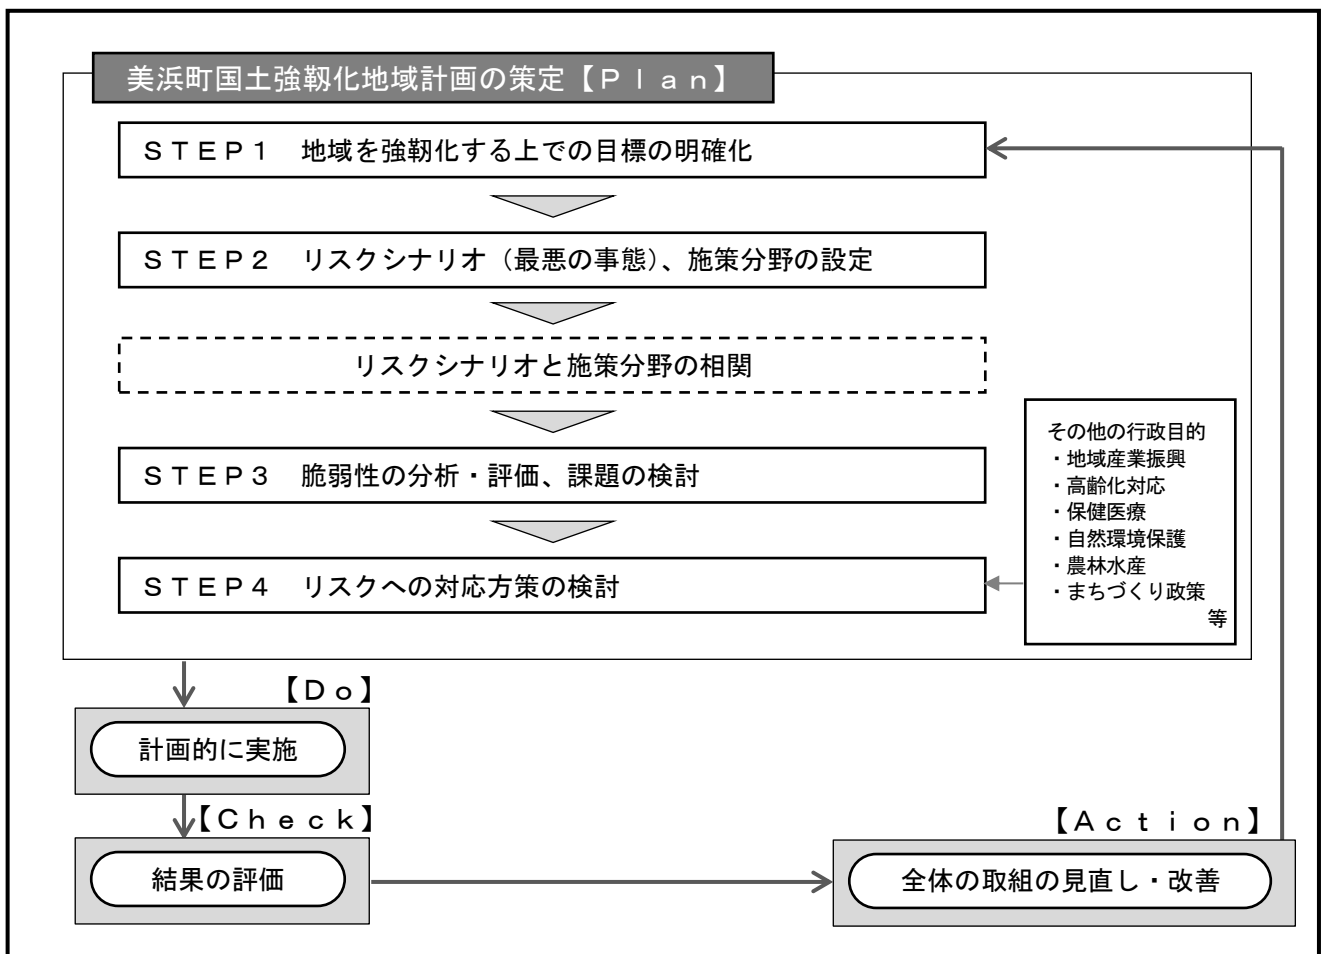 美浜町国土強靱化地域計画の策定【Ｐｌａｎ】
ＳＴＥＰ１　地域を強靱化する上での目標の明確化
ＳＴＥＰ２　リスクシナリオ（最悪の事態）、施策分野の設定
リスクシナリオと施策分野の相関
ＳＴＥＰ３　脆弱性の分析・評価、課題の検討
ＳＴＥＰ４　リスクへの対応方策の検討
その他の行政目的
・地域産業振興
・高齢化対応
・保健医療
・自然環境保護
・農林水産
・まちづくり政策
等
【Ｄｏ】
計画的に実施
【Ｃｈｅｃｋ】
結果の評価
【Ａｃｔｉｏｎ】
全体の取組の見直し・改善